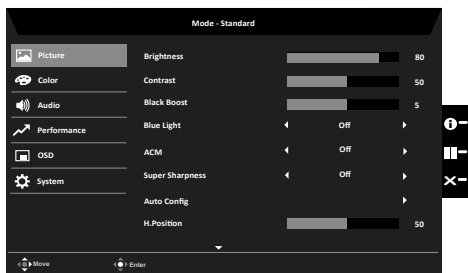 Mode - Standard
Picture
Color
Audio
Performance
OSD
System
Brightness 80
Contrast 50
Black Boost 5
Blue Light Off
ACM Off
Super Sharpness Off
Auto Config
H.Position 50
Move Enter